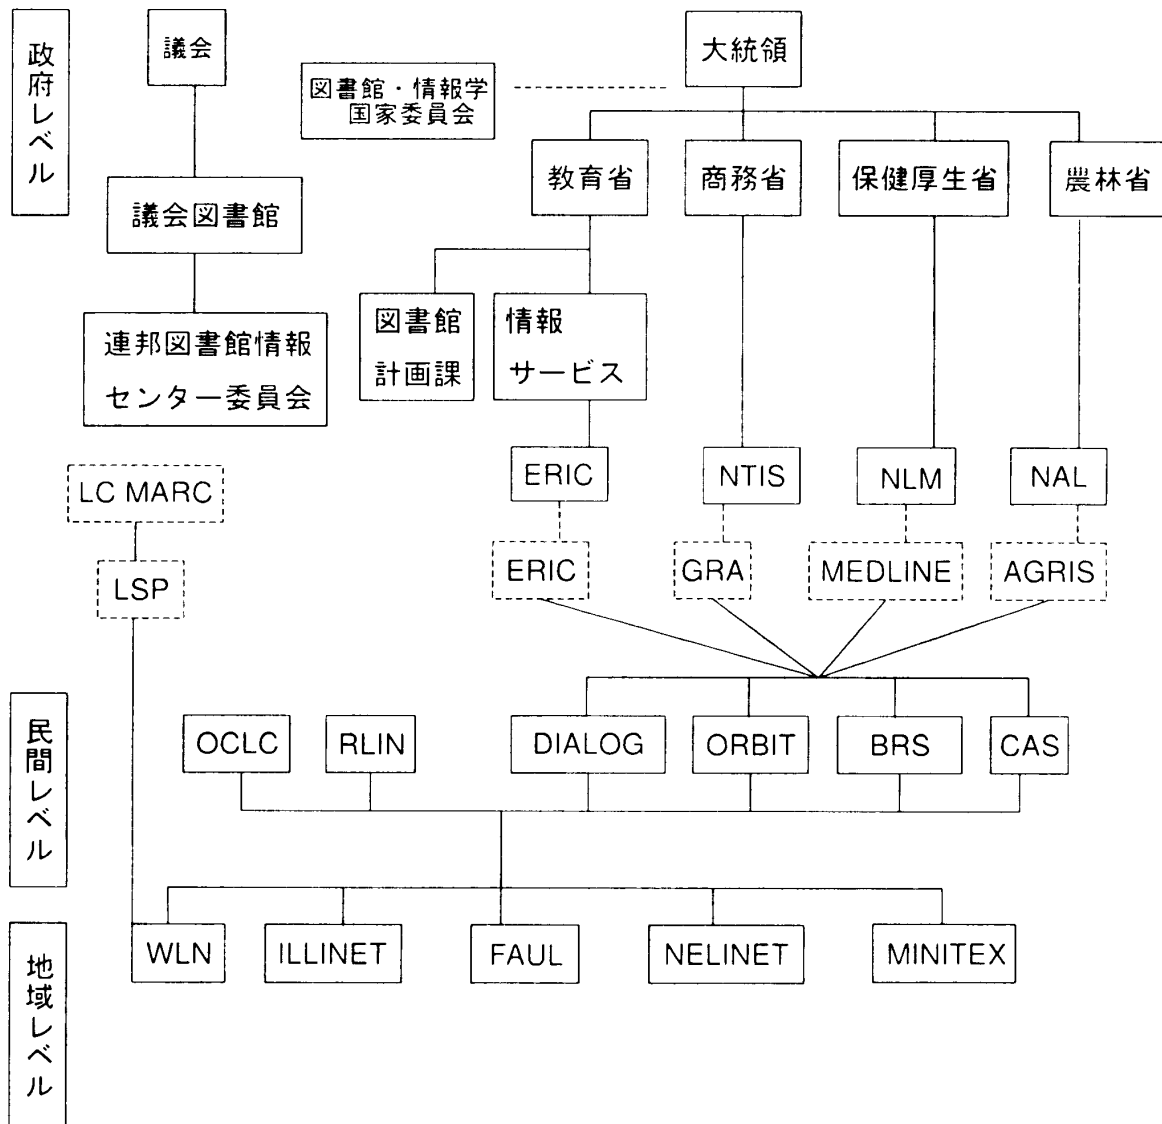 政府レベル
議会
大統領
図書館・情報学
国家委員会
教育省
商務省
保健厚生省
農林省
議会図書館
連邦図書館情報
センター委員会
図書館
計画課
情報
サービス
LC MARC
ERIC
NTIS
NLM
NAL
LSP
ERIC
GRA
MEDLINE
AGRIS
民間レベル
OCLC
RLIN
DIALOG
ORBIT
BRS
CAS
地域レベル
WLN
ILLINET
FAUL
NELINET
MINITEX